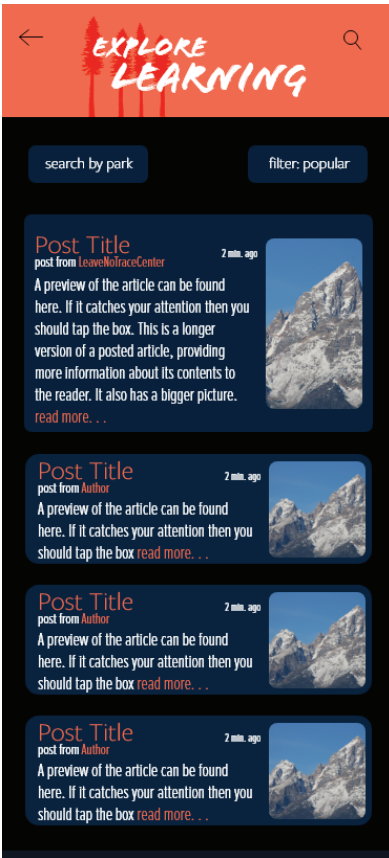 EXPLORE
LEARNING
search by park
filter: popular
Post Title
2 min. ago
post from LeaveNoTraceCenter
A preview of the article can be found
here. If it catches your attention then you
should tap the box. This is a longer
version of a posted article, providing
more information about its contents to
the reader. It also has a bigger picture.
read more. . .
Post Title
2 min. ago
post from Author
A preview of the article can be found
here. If it catches your attention then you
should tap the box read more. . .
Post Title
2 min. ago
post from Author
A preview of the article can be found
here. If it catches your attention then you
should tap the box read more. . .
Post Title
2 min. ago
post from Author
A preview of the article can be found
here. If it catches your attention then you
should tap the box read more. . .